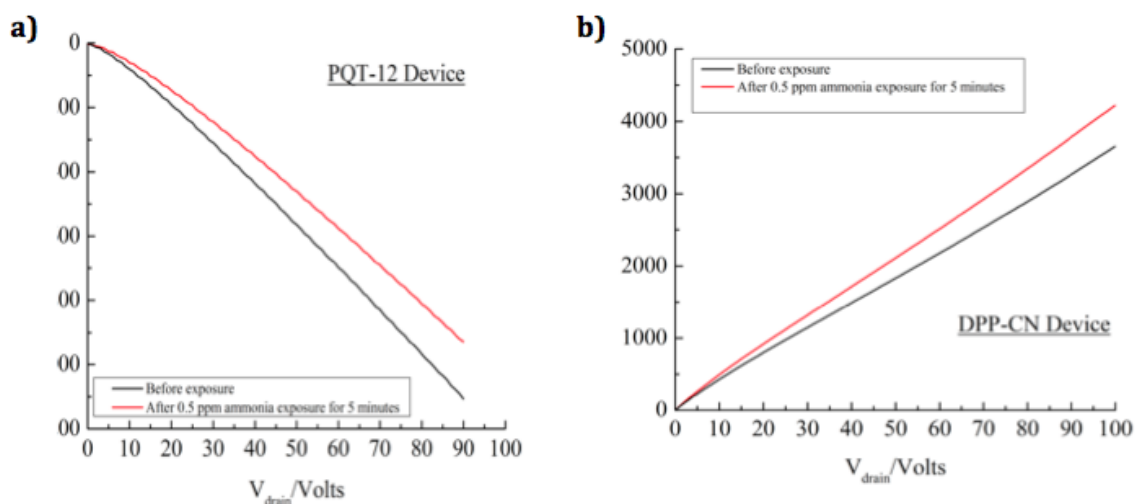 a)
0
00
00
00
00
00
00
PQT-12 Device
Before exposure
After 0.5 ppm ammonia exposure for 5 minutes
0 10 20 30 40 50 60 70 80 90 100
V_drain/Volts
b)
5000
4000
3000
2000
1000
0
Before exposure
After 0.5 ppm ammonia exposure for 5 minutes
DPP-CN Device
0 10 20 30 40 50 60 70 80 90 100
V_drain/Volts